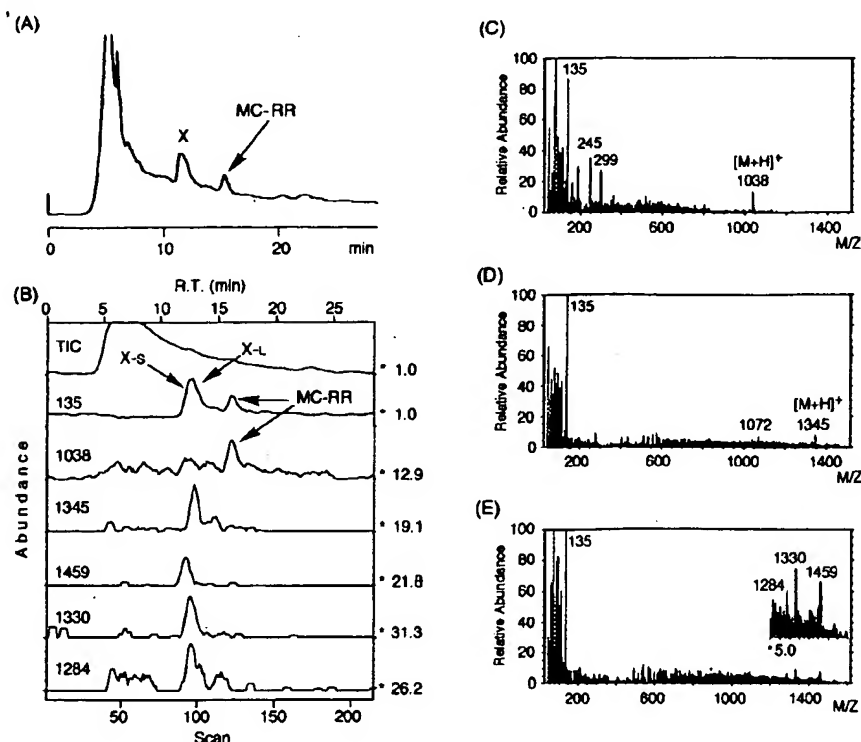 (A)
X
MC-RR
0
10
20
min
(B)
R.T. (min)
0 5 10 15 20 25
TIC
X-S
X-L
* 1.0
135
MC-RR
* 1.0
1038
* 12.9
1345
* 19.1
1459
* 21.8
1330
* 31.3
1284
* 26.2
Abundance
50 100 150 200
Scan
(C)
Relative Abundance
100
80
60
40
20
0
135
245
299
[M+H]+
1038
200 600 1000 1400
M/Z
(D)
Relative Abundance
100
80
60
40
20
0
135
1072
[M+H]+
1345
200 600 1000 1400
M/Z
(E)
Relative Abundance
100
80
60
40
20
0
135
1284
1330
1459
*5.0
200 600 1000 1400
M/Z